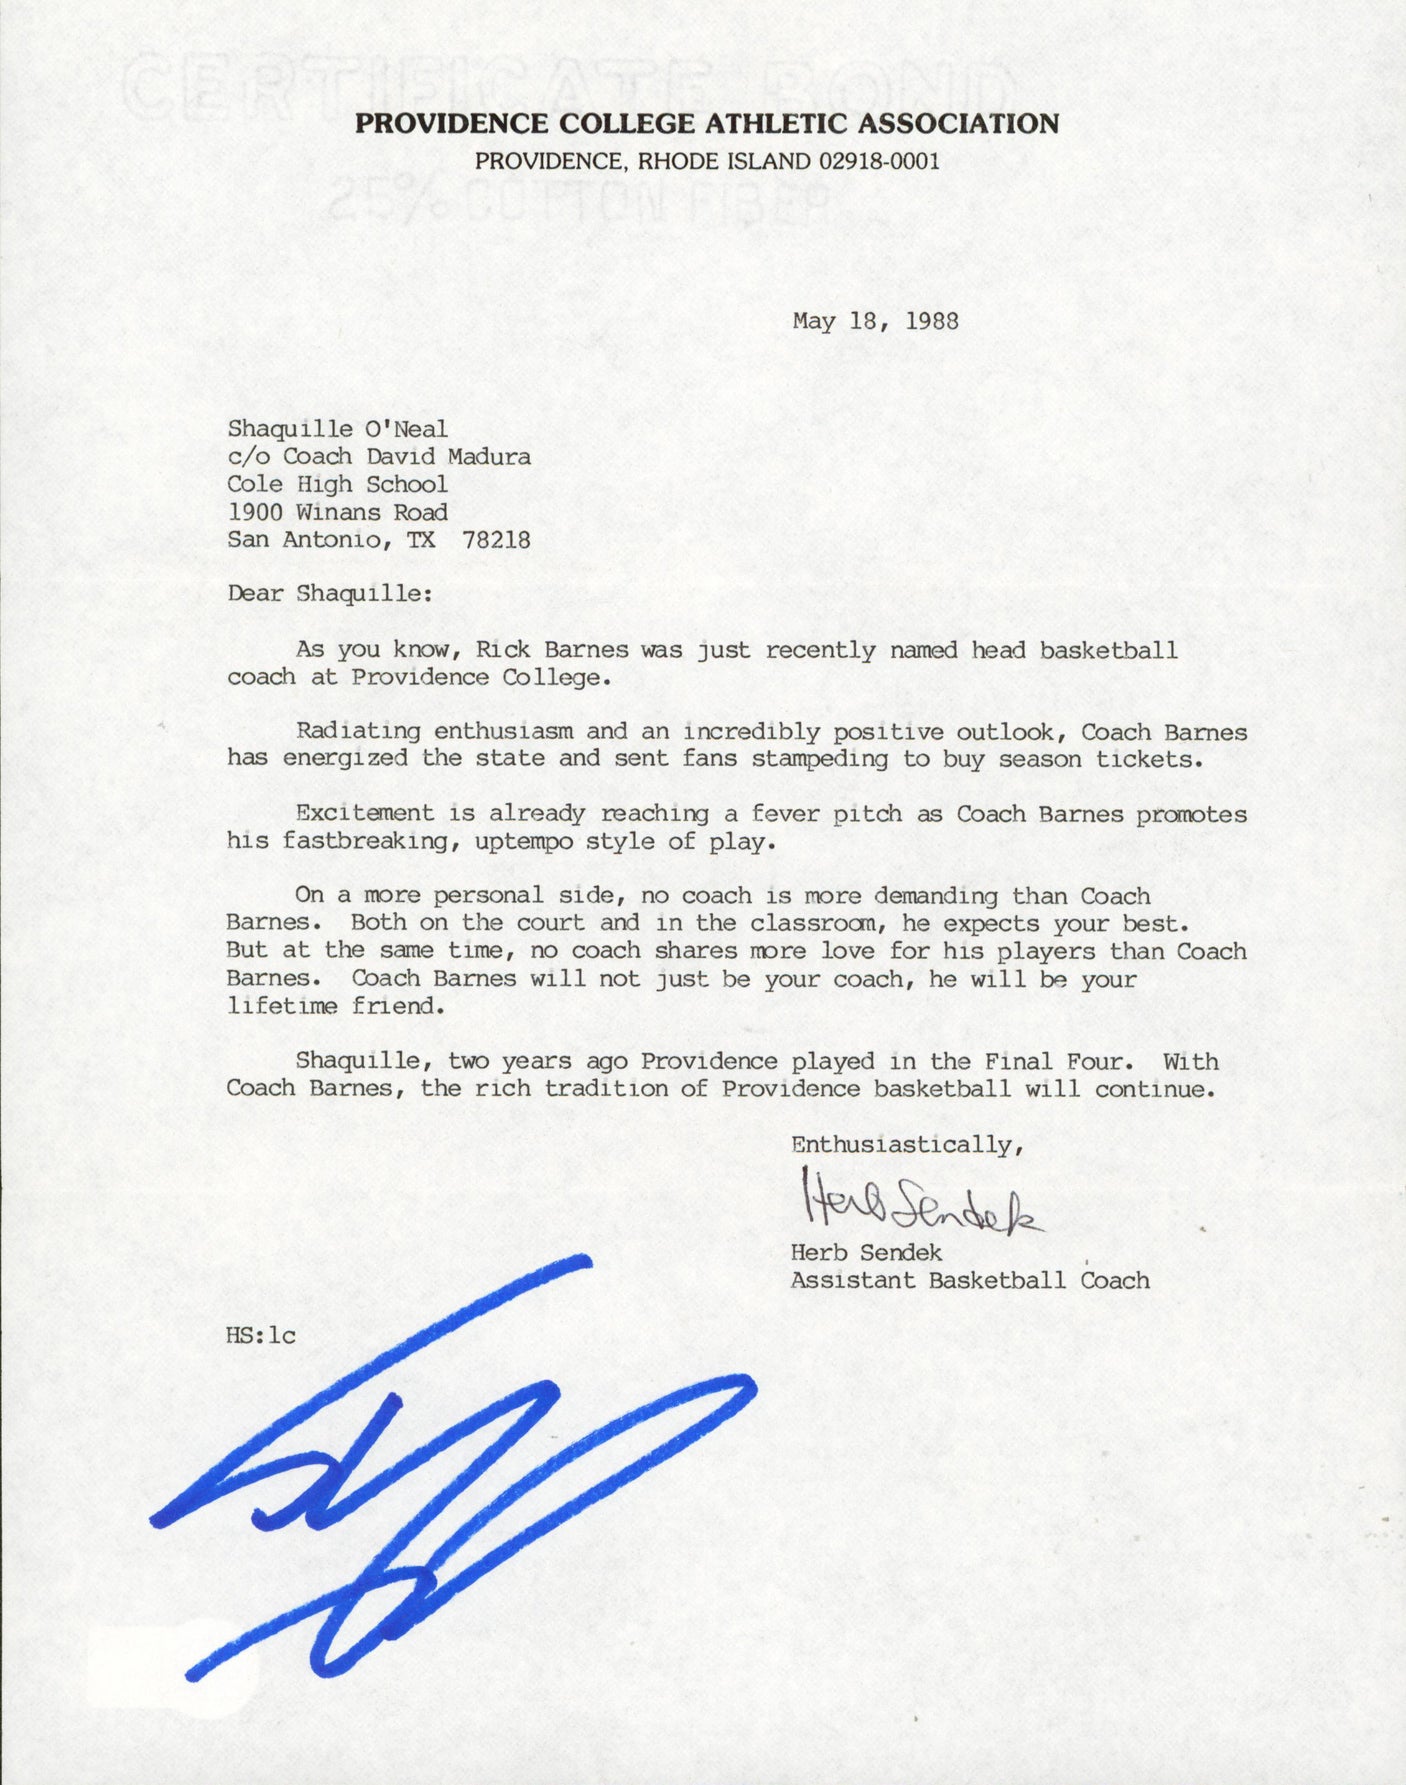 CERTIFICATE BOND
PROVIDENCE COLLEGE ATHLETIC ASSOCIATION
PROVIDENCE, RHODE ISLAND 02918-0001
25% COTTON FIBER
May 18, 1988
Shaquille O'Neal
c/o Coach David Madura
Cole High School
1900 Winans Road
San Antonio, TX 78218
Dear Shaquille:
As you know, Rick Barnes was just recently named head basketball
coach at Providence College.
Radiating enthusiasm and an incredibly positive outlook, Coach Barnes
has energized the state and sent fans stampeding to buy season tickets.
Excitement is already reaching a fever pitch as Coach Barnes promotes
his fastbreaking, uptempo style of play.
On a more personal side, no coach is more demanding than Coach
Barnes. Both on the court and in the classroom, he expects your best.
But at the same time, no coach shares more love for his players than Coach
Barnes. Coach Barnes will not just be your coach, he will be your
lifetime friend.
Shaquille, two years ago Providence played in the Final Four. With
Coach Barnes, the rich tradition of Providence basketball will continue.
Enthusiastically,
Herb Sendek
Herb Sendek
Assistant Basketball Coach
HS:lc